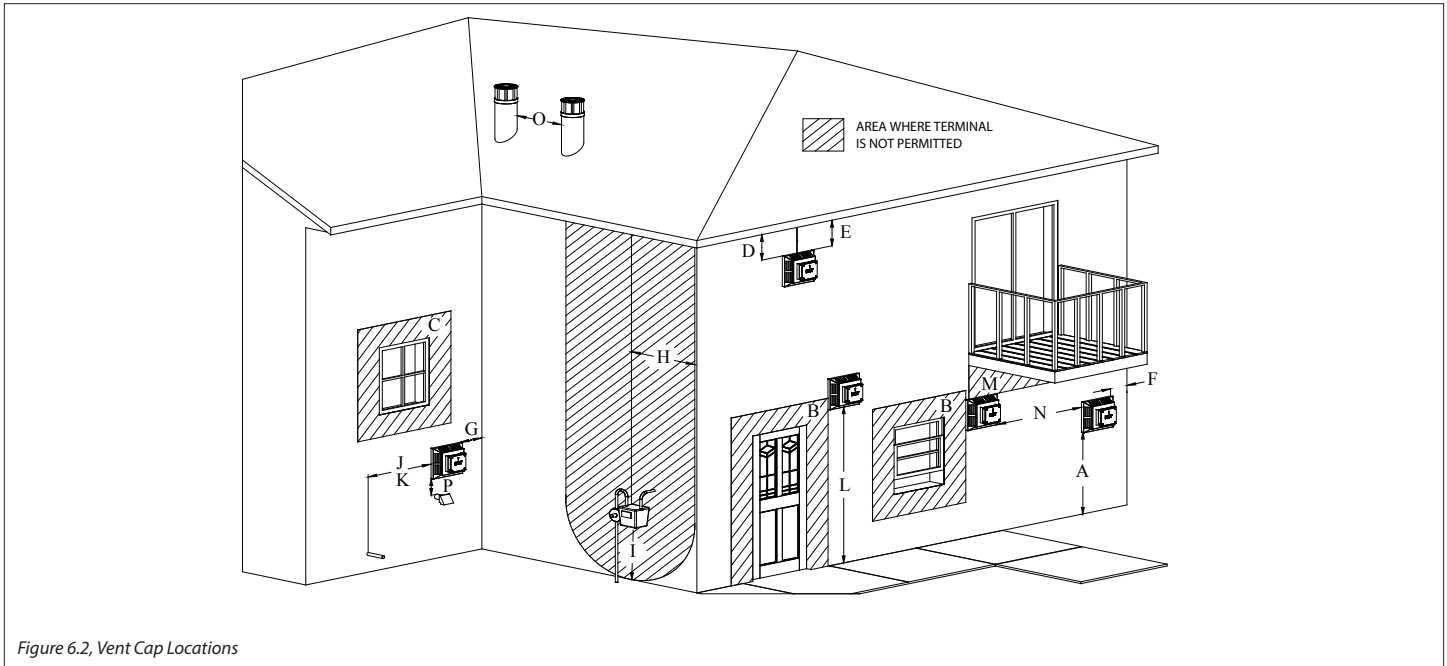 O
AREA WHERE TERMINAL
IS NOT PERMITTED
E
D
C
H
F
M
B
B
N
G
J
K
P
L
A
I
Figure 6.2, Vent Cap Locations